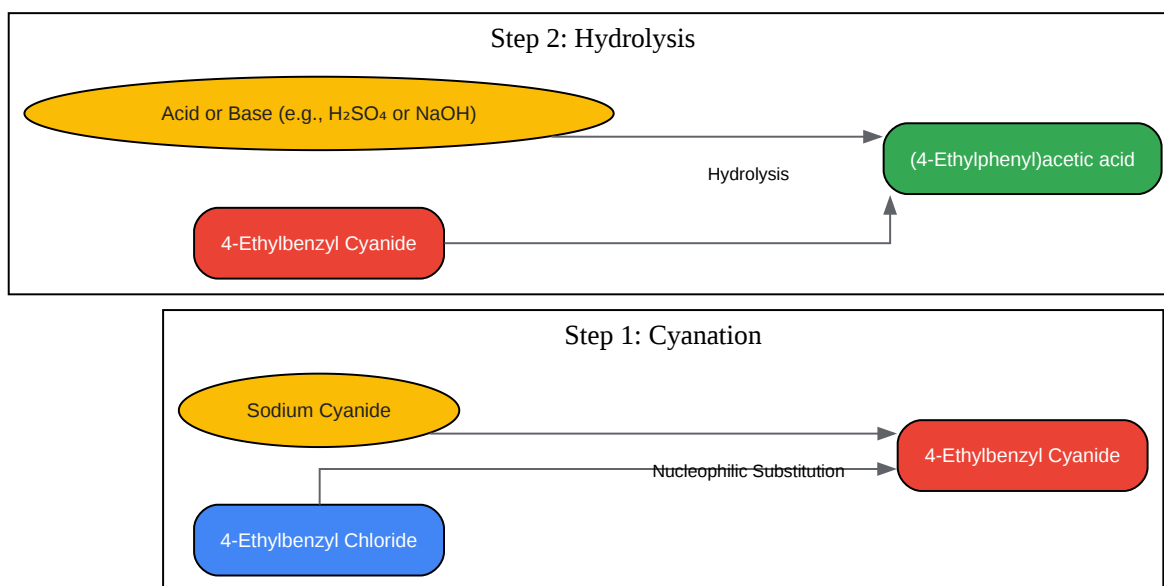 Step 2: Hydrolysis
Acid or Base (e.g., H₂SO₄ or NaOH)
(4-Ethylphenyl)acetic acid
Hydrolysis
4-Ethylbenzyl Cyanide
Step 1: Cyanation
Sodium Cyanide
4-Ethylbenzyl Cyanide
Nucleophilic Substitution
4-Ethylbenzyl Chloride